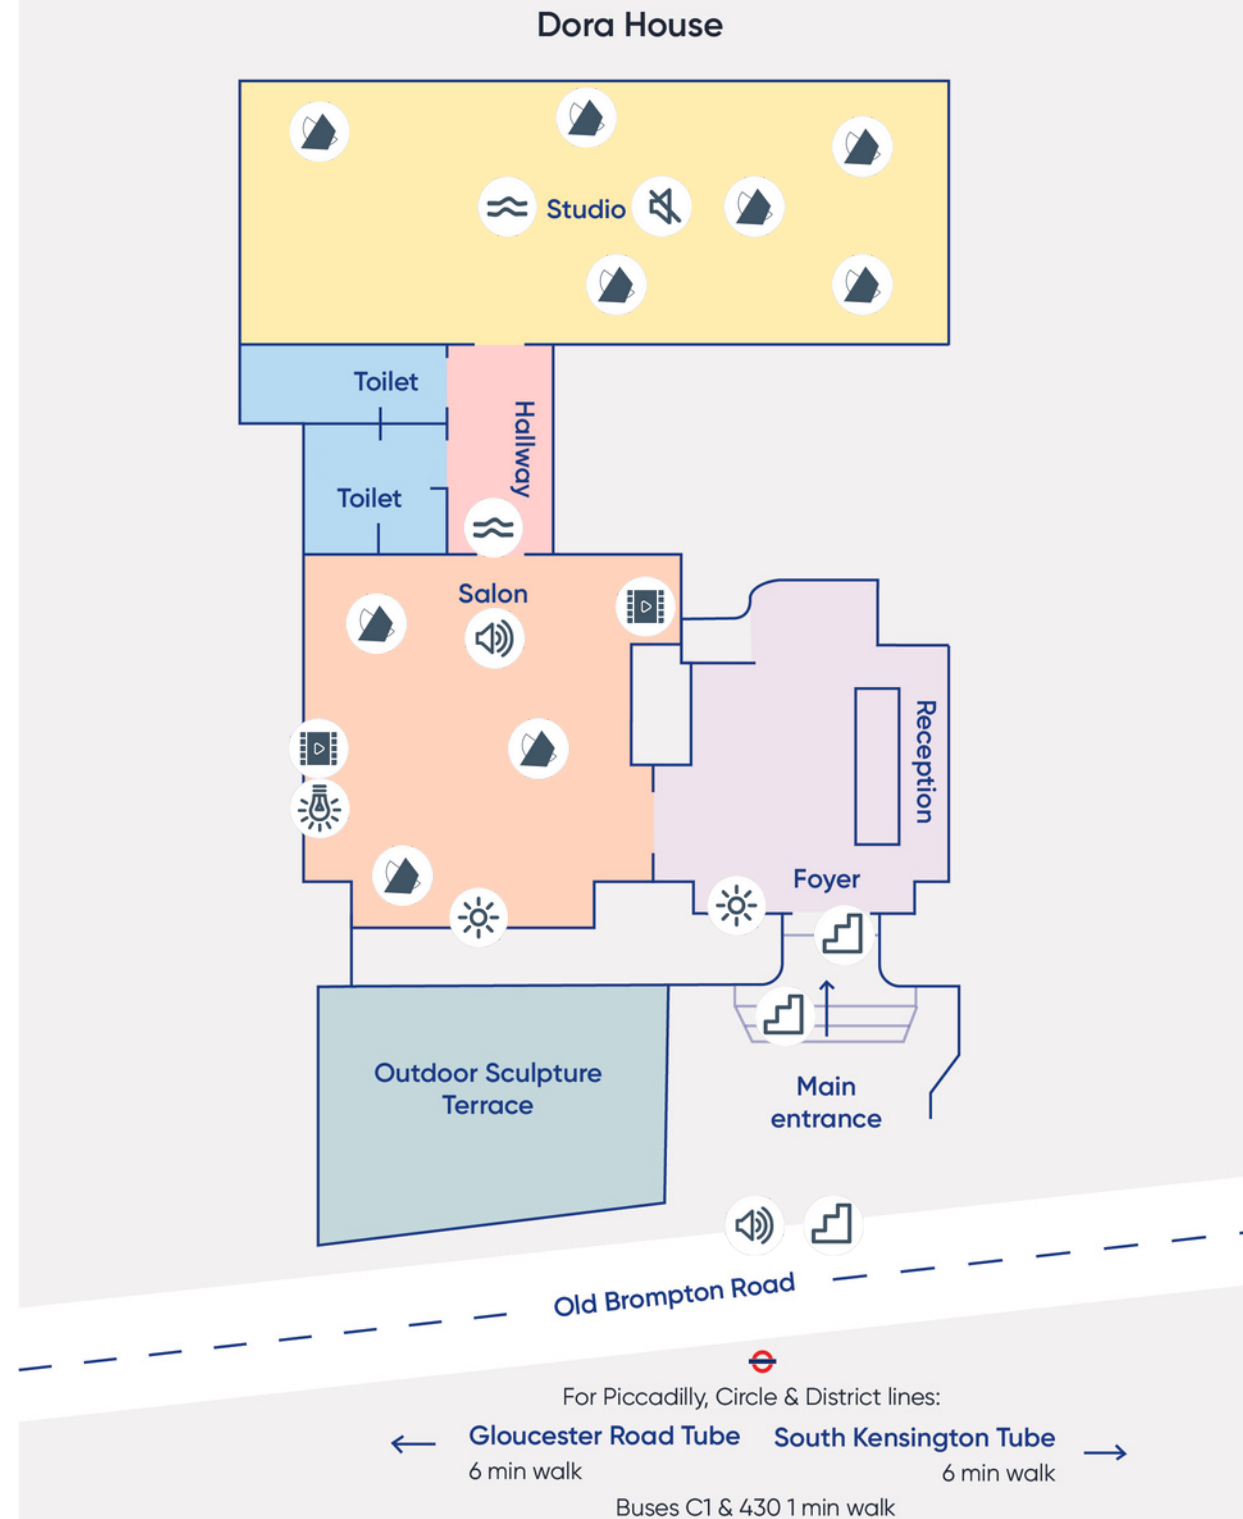 Dora House
Studio
Toilet
Hallway
Toilet
Salon
Reception
Foyer
Outdoor Sculpture
Terrace
Main
entrance
Old Brompton Road
For Piccadilly, Circle & District lines:
Gloucester Road Tube
6 min walk
South Kensington Tube
6 min walk
Buses C1 & 430 1 min walk